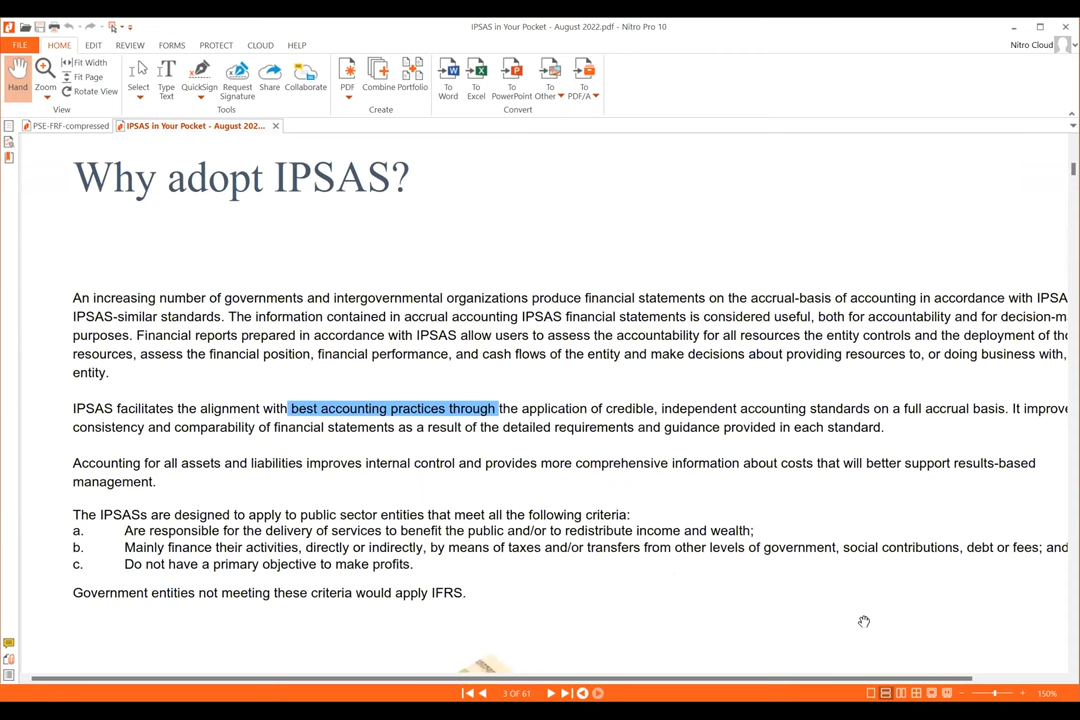 IPSAS in Your Pocket - August 2022.pdf - Nitro Pro 10
FILE HOME EDIT REVIEW FORMS PROTECT CLOUD HELP
Nitro Cloud
Hand
Zoom
Fit Width
Fit Page
Rotate View
View
Select
Type Text
QuickSign
Request Signature
Share
Collaborate
Tools
PDF
Combine
Portfolio
Create
To Word
To Excel
To PowerPoint
To Other
To PDF/A
Convert
PSE-FRF-compressed
IPSAS in Your Pocket - August 202...
Why adopt IPSAS?
An increasing number of governments and intergovernmental organizations produce financial statements on the accrual-basis of accounting in accordance with IPSA
IPSAS-similar standards. The information contained in accrual accounting IPSAS financial statements is considered useful, both for accountability and for decision-m
purposes. Financial reports prepared in accordance with IPSAS allow users to assess the accountability for all resources the entity controls and the deployment of tho
resources, assess the financial position, financial performance, and cash flows of the entity and make decisions about providing resources to, or doing business with,
entity.
IPSAS facilitates the alignment with best accounting practices through the application of credible, independent accounting standards on a full accrual basis. It improve
consistency and comparability of financial statements as a result of the detailed requirements and guidance provided in each standard.
Accounting for all assets and liabilities improves internal control and provides more comprehensive information about costs that will better support results-based
management.
The IPSASs are designed to apply to public sector entities that meet all the following criteria:
a. Are responsible for the delivery of services to benefit the public and/or to redistribute income and wealth;
b. Mainly finance their activities, directly or indirectly, by means of taxes and/or transfers from other levels of government, social contributions, debt or fees; and
c. Do not have a primary objective to make profits.
Government entities not meeting these criteria would apply IFRS.
3 OF 61
150%